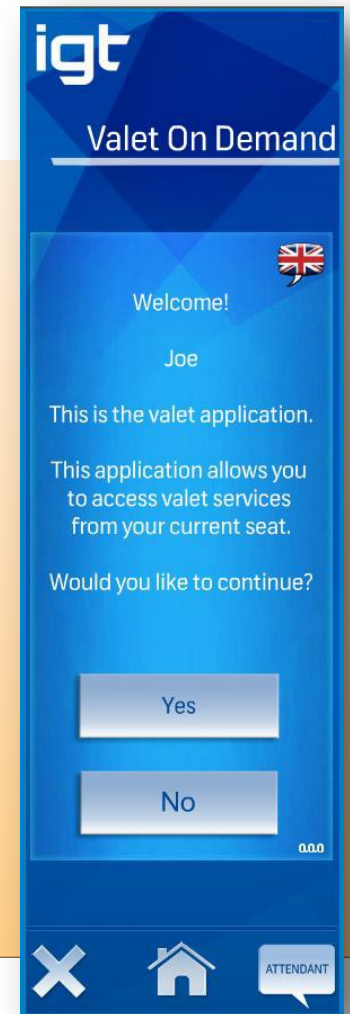 igt
Valet On Demand
Welcome!
Joe
This is the valet application.
This application allows you
to access valet services
from your current seat.
Would you like to continue?
Yes
No
0.0.0
ATTENDANT